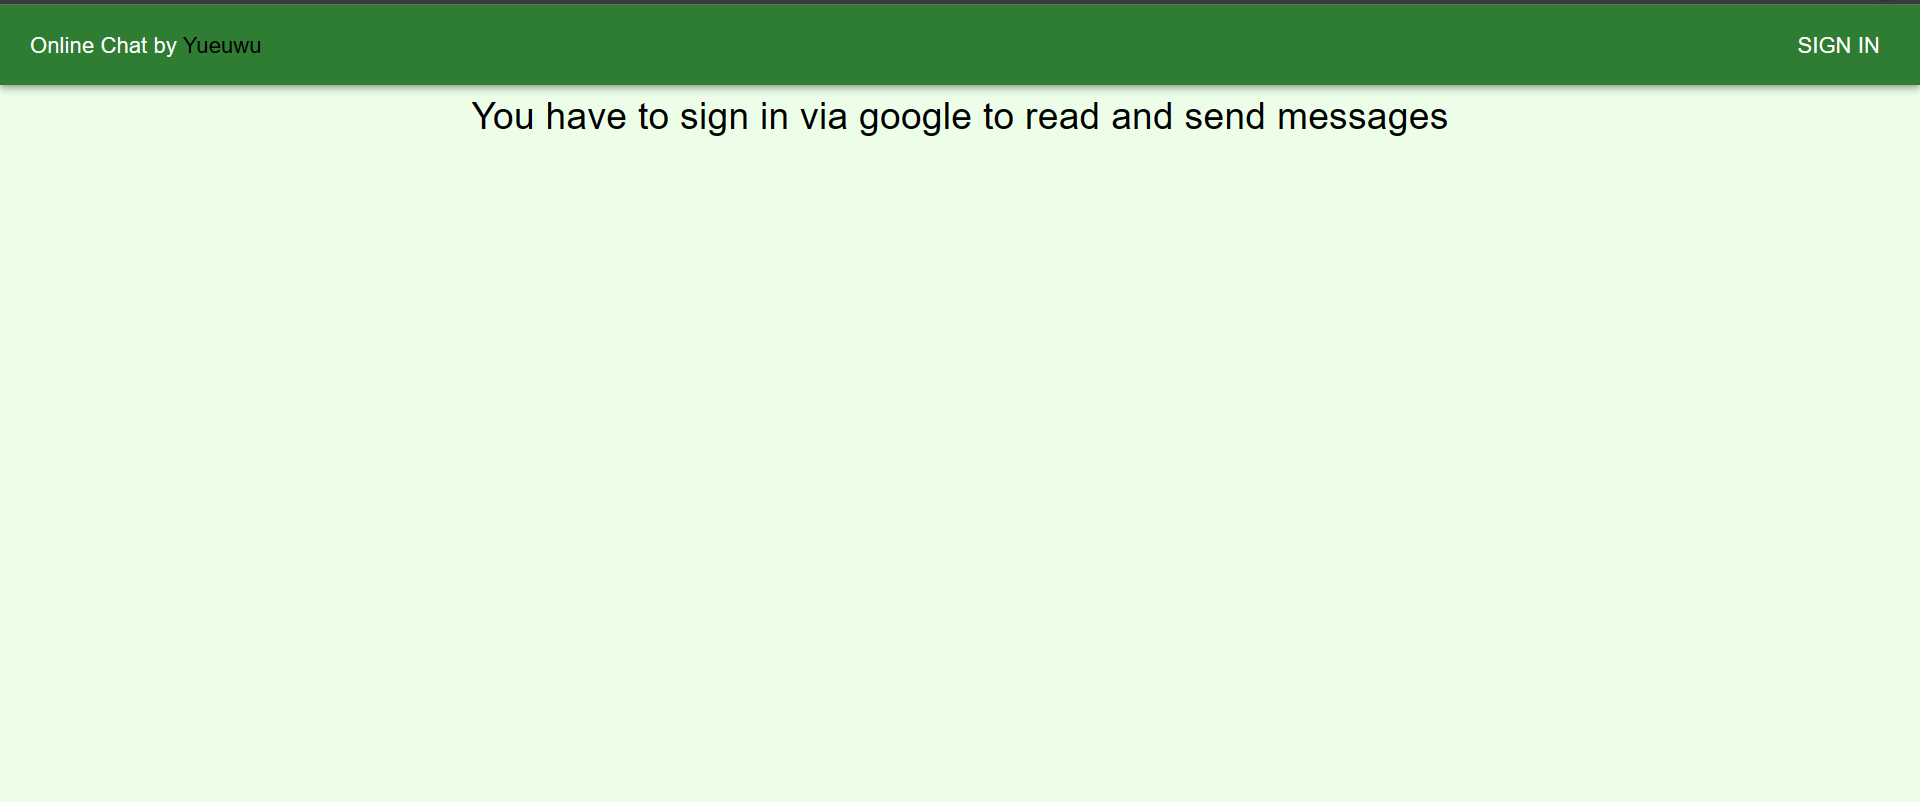 Online Chat by Yueuwu
SIGN IN
You have to sign in via google to read and send messages